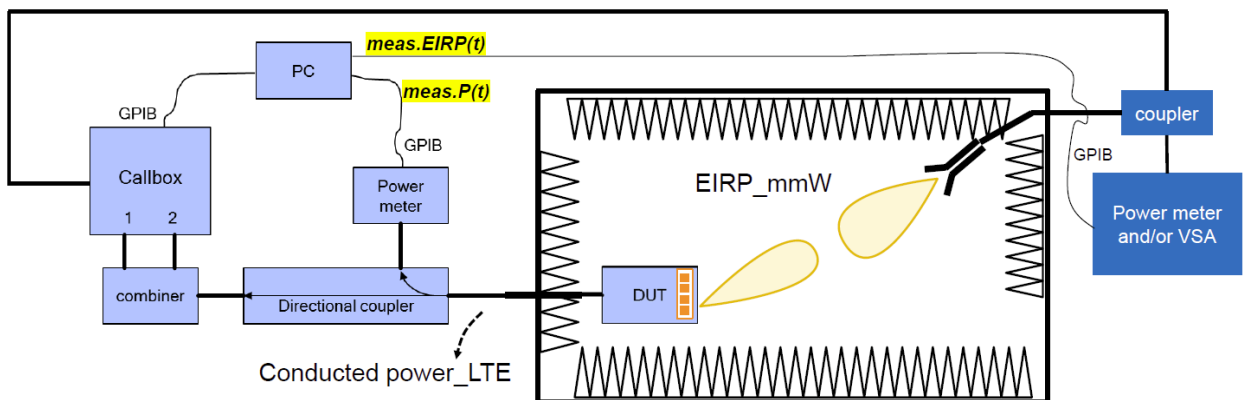 meas.EIRP(t)
PC
meas.P(t)
GPIB
GPIB
coupler
GPIB
Callbox
1 2
Power
meter
EIRP_mmW
Power meter
and/or VSA
combiner
Directional coupler
DUT
Conducted power_LTE